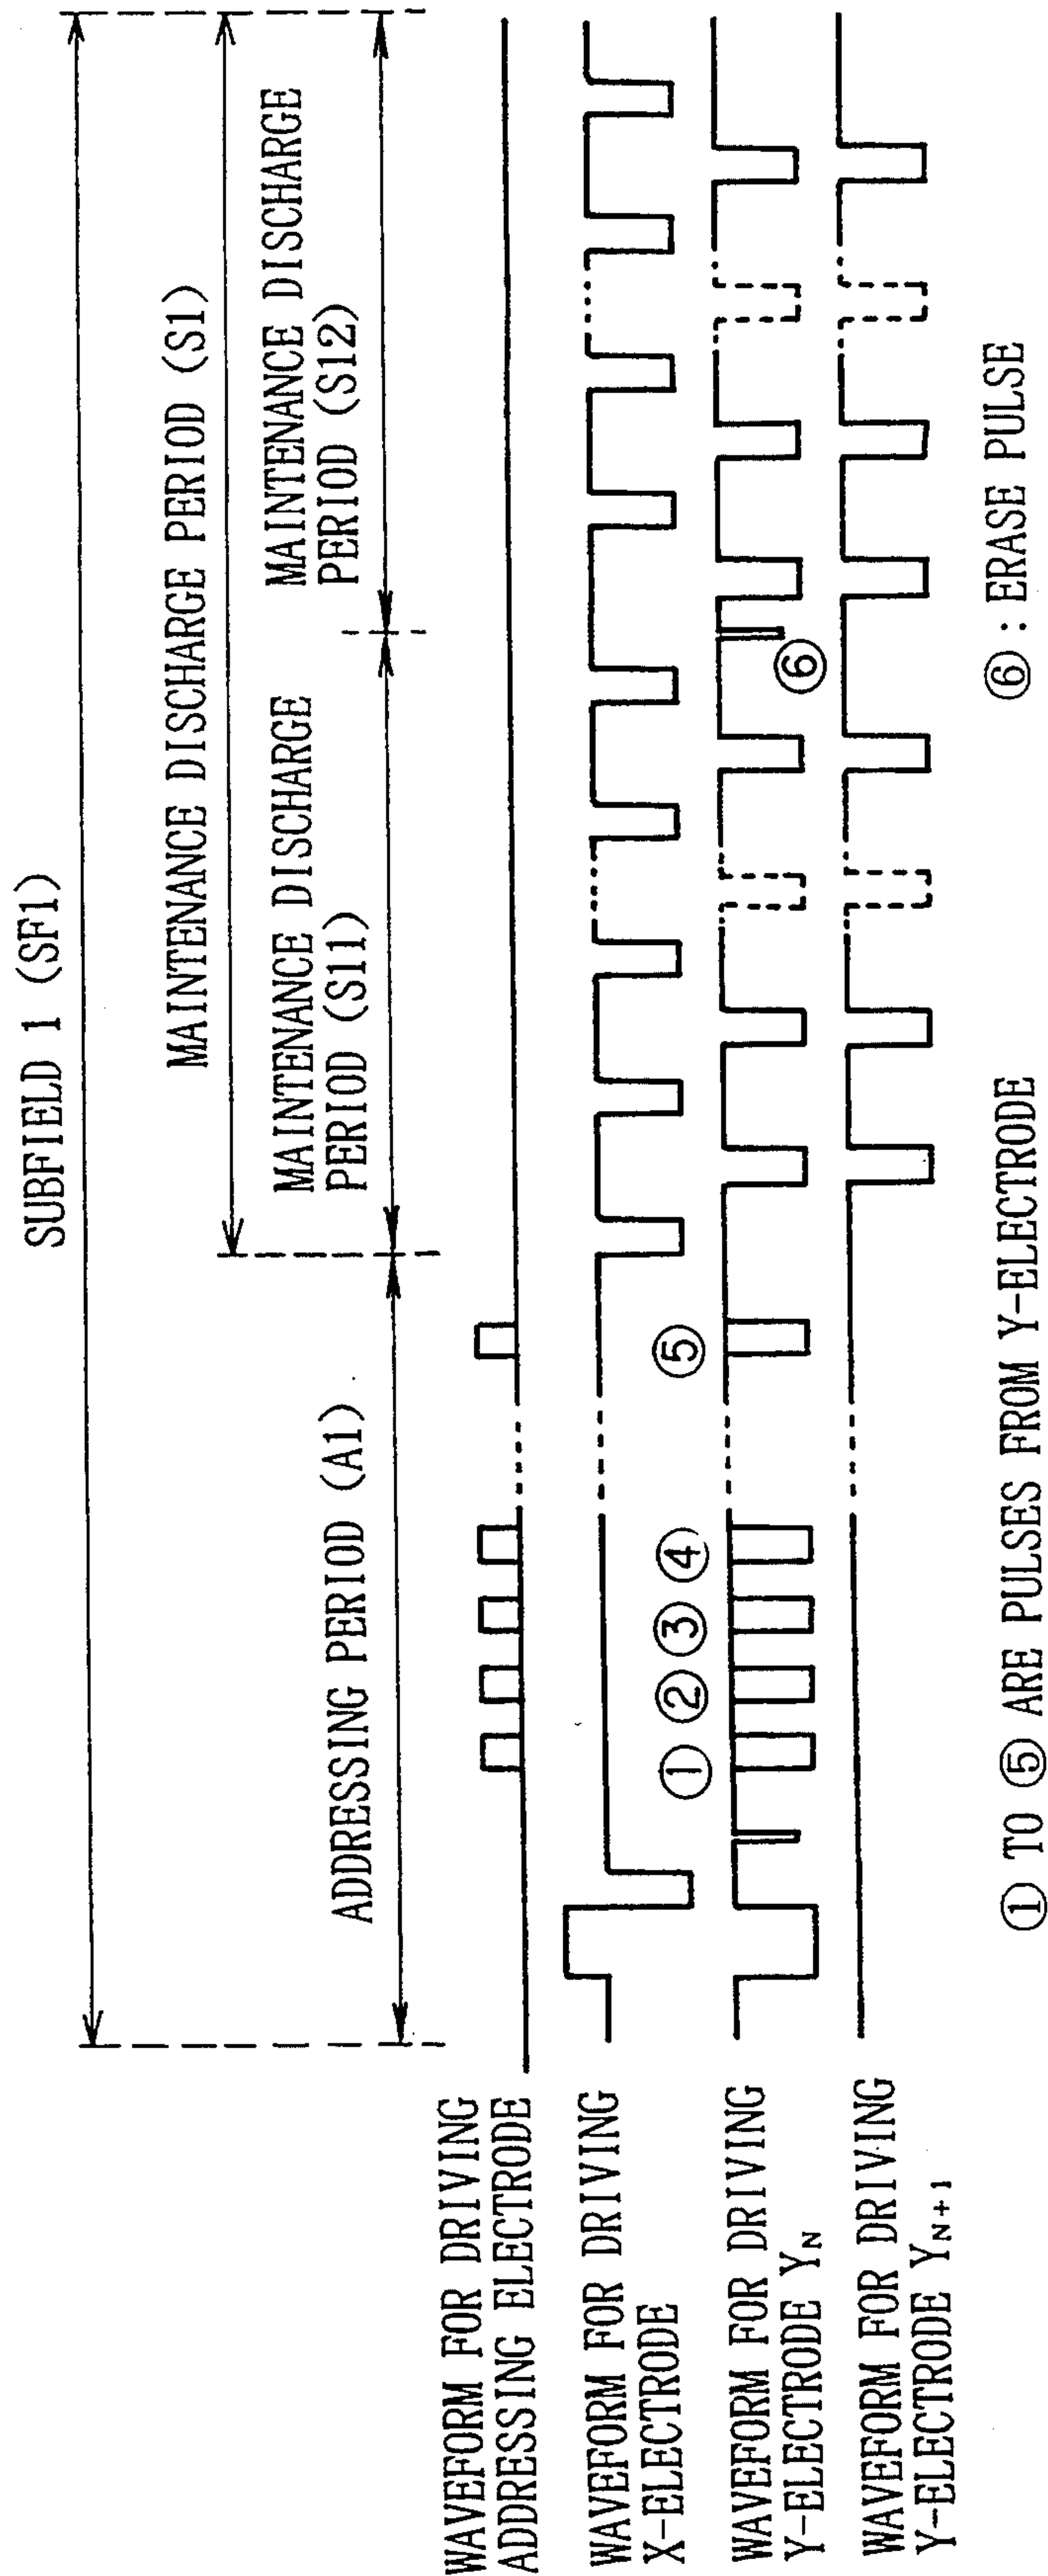 SUBFIELD 1 (SF1)
MAINTENANCE DISCHARGE PERIOD (S1)
ADDRESSING PERIOD (A1)
MAINTENANCE DISCHARGE
PERIOD (S11)
MAINTENANCE DISCHARGE
PERIOD (S12)
WAVEFORM FOR DRIVING
ADDRESSING ELECTRODE
WAVEFORM FOR DRIVING
X-ELECTRODE
① ② ③ ④ ⑤
WAVEFORM FOR DRIVING
Y-ELECTRODE YN
⑥
WAVEFORM FOR DRIVING
Y-ELECTRODE YN+1
① TO ⑤ ARE PULSES FROM Y-ELECTRODE
⑥ : ERASE PULSE